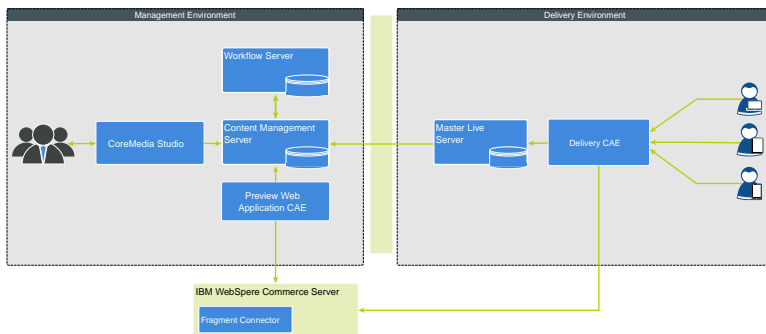 Management Environment
Delivery Environment
Workflow Server
CoreMedia Studio
Content Management
Server
Master Live
Server
Delivery CAE
Preview Web
Application CAE
IBM WebSpere Commerce Server
Fragment Connector